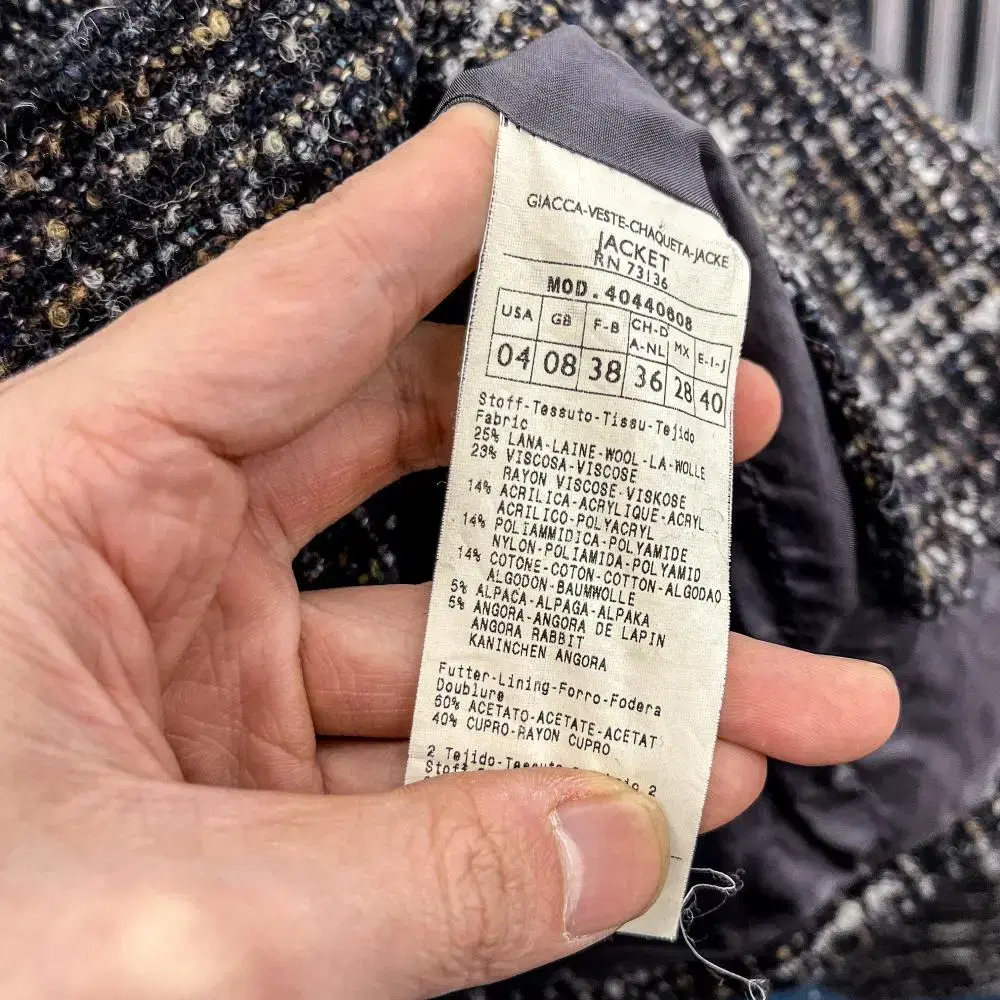 GIACCA-VESTE-CHAQUETA-JACKE
JACKET
RN 73136
MOD. 40440608
USA GB F-B CH-D A-NL MX E-I-J
04 08 38 36 28 40
Stoff-Tessuto-Tissu-Tejido
Fabric
25% LANA-LAINE-WOOL-LA-WOLLE
23% VISCOSA-VISCOSE
RAYON VISCOSE-VISKOSE
14% ACRILICA-ACRYLIQUE-ACRYL
ACRILICO-POLYACRYL
14% POLIAMMIDICA-POLYAMIDE
NYLON-POLIAMIDA-POLYAMID
14% COTONE-COTON-COTTON-ALGODAO
ALGODON-BAUMWOLLE
5% ALPACA-ALPAGA-ALPAKA
5% ANGORA-ANGORA DE LAPIN
ANGORA RABBIT
KANINCHEN ANGORA
Futter-Lining-Forro-Fodera
Doublure
60% ACETATO-ACETATE-ACETAT
40% CUPRO-RAYON CUPRO
2 Tejido-Tessuto
Stoff